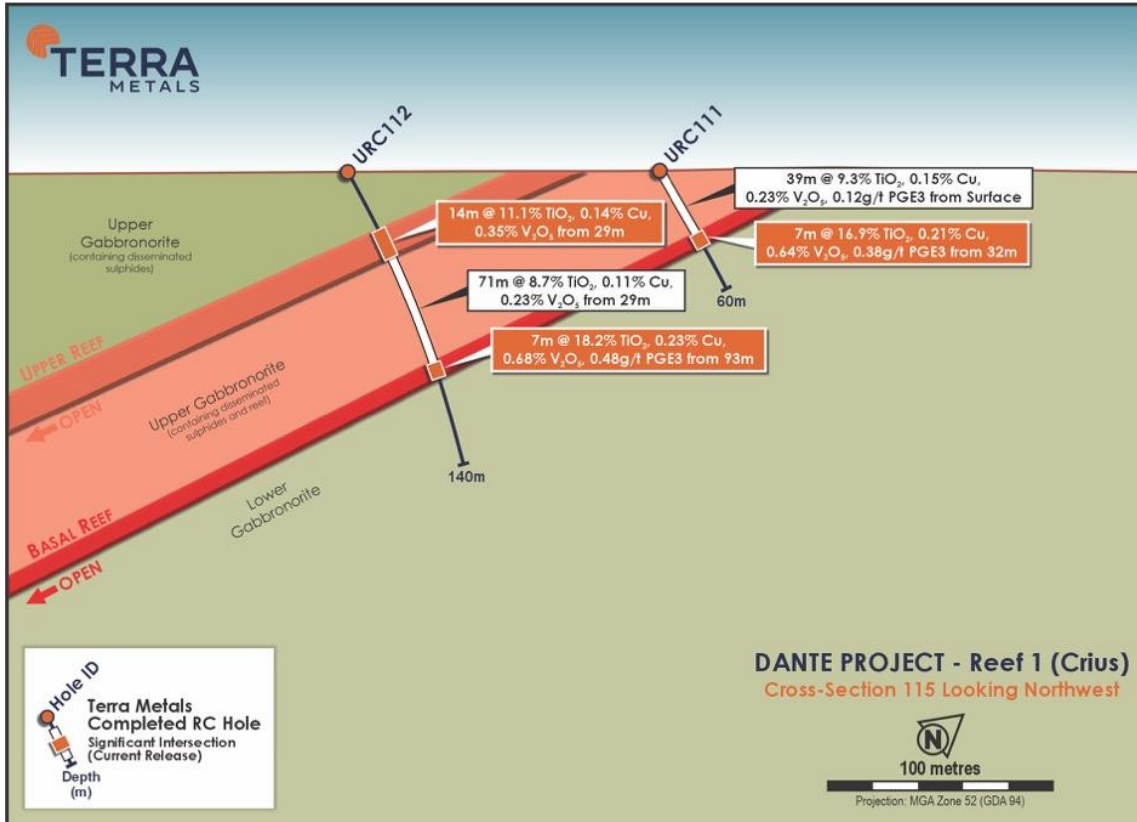 TERRA
METALS
URC112
URC111
39m @ 9.3% TiO₂, 0.15% Cu,
0.23% V₂O₅, 0.12g/t PGE3 from Surface
14m @ 11.1% TiO₂, 0.14% Cu,
0.35% V₂O₅ from 29m
7m @ 16.9% TiO₂, 0.21% Cu,
0.64% V₂O₅, 0.38g/t PGE3 from 32m
Upper
Gabbronorite
(containing disseminated
sulphides)
71m @ 8.7% TiO₂, 0.11% Cu,
0.23% V₂O₅ from 29m
60m
7m @ 18.2% TiO₂, 0.23% Cu,
0.68% V₂O₅, 0.48g/t PGE3 from 93m
UPPER REEF
OPEN
Upper Gabbronorite
(containing disseminated
sulphides and reef)
140m
Lower
Gabbronorite
BASAL REEF
OPEN
Hole ID
Terra Metals
Completed RC Hole
Significant Intersection
(Current Release)
Depth
(m)
DANTE PROJECT - Reef 1 (Crius)
Cross-Section 115 Looking Northwest
N
100 metres
Projection: MGA Zone 52 (GDA 94)